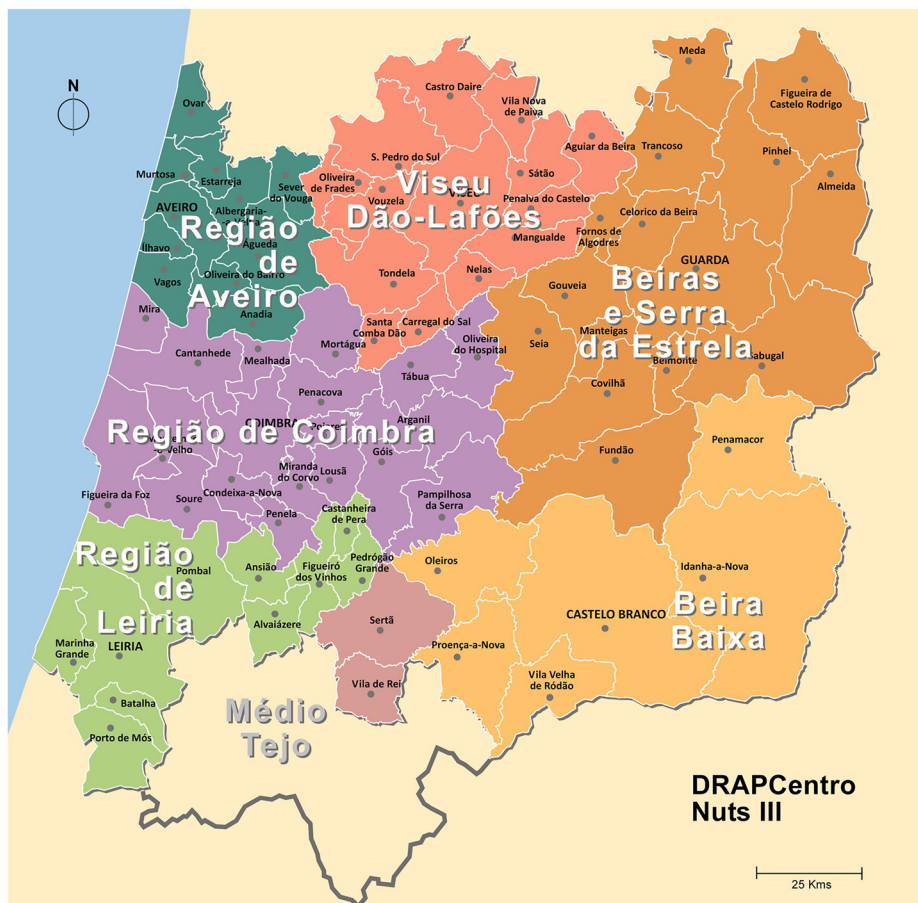 N
Meda
Castro Daire
Figueira de
Castelo Rodrigo
Ovar
Vila Nova
de Paiva
Aguiar da Beira
Trancoso
Pinhel
S. Pedro do Sul
Murtosa
Estarreja
Sever
do Vouga
Oliveira
de Frades
Vouzela
Sátão
Almeida
Viseu
Dão-Lafões
AVEIRO
Penalva do Castelo
Celorico da Beira
Região
de
Aveiro
Águeda
Mangualde
Fornos de
Algodres
Ílhavo
GUARDA
Vagos
Oliveira do Bairro
Tondela
Nelas
Gouveia
Beiras
e Serra
da Estrela
Mira
Anadia
Santa
Comba Dão
Carregal do Sal
Seia
Manteigas
Cantanhede
Mealhada
Mortágua
Oliveira
do Hospital
Belmonte
Sabugal
Tábua
Covilhã
Penacova
COIMBRA
Arganil
Região de Coimbra
Penamacor
-o-Velho
Góis
Fundão
Miranda
do Corvo
Lousã
Figueira da Foz
Soure
Condeixa-a-Nova
Pampilhosa
da Serra
Penela
Castanheira
de Pera
Região
de
Leiria
Pombal
Ansião
Figueiró
dos Vinhos
Pedrógão
Grande
Oleiros
Idanha-a-Nova
Alvaiázere
Sertã
CASTELO BRANCO
Beira
Baixa
Marinha
Grande
LEIRIA
Proença-a-Nova
Vila de Rei
Vila Velha
de Ródão
Batalha
Médio
Tejo
Porto de Mós
DRAPCentro
Nuts III
25 Kms